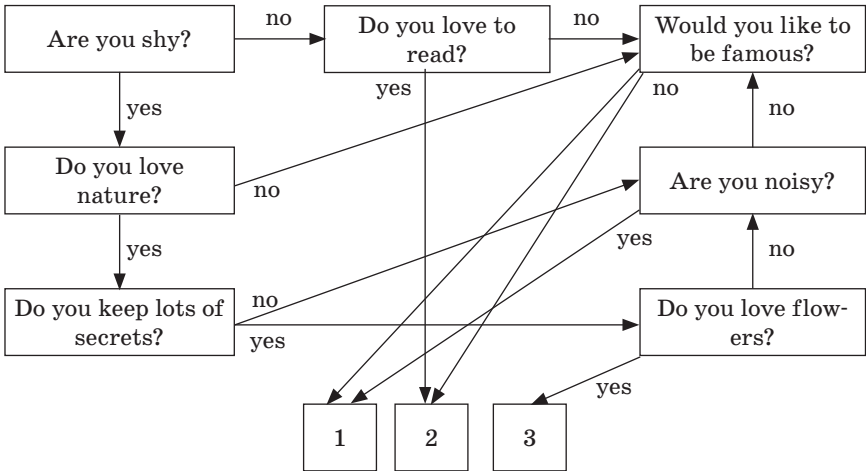 Are you shy?
no
Do you love to
read?
no
Would you like to
be famous?
yes
yes
no
no
Do you love
nature?
no
Are you noisy?
yes
yes
no
Do you keep lots of
secrets?
no
yes
Do you love flow-
ers?
yes
1
2
3